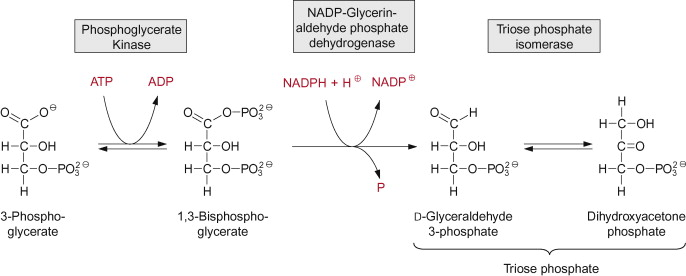 Phosphoglycerate
Kinase
NADP-Glycerin-
aldehyde phosphate
dehydrogenase
Triose phosphate
isomerase
ATP
ADP
NADPH + H⊕
NADP⊕
O O⊖
C
H–C–OH
H–C–O–PO₃²⊖
H
O O–PO₃²⊖
C
H–C–OH
H–C–O–PO₃²⊖
H
P
O H
C
H–C–OH
H–C–O–PO₃²⊖
H
H
H–C–OH
C=O
H–C–O–PO₃²⊖
H
3-Phospho-
glycerate
1,3-Bisphospho-
glycerate
D-Glyceraldehyde
3-phosphate
Dihydroxyacetone
phosphate
Triose phosphate